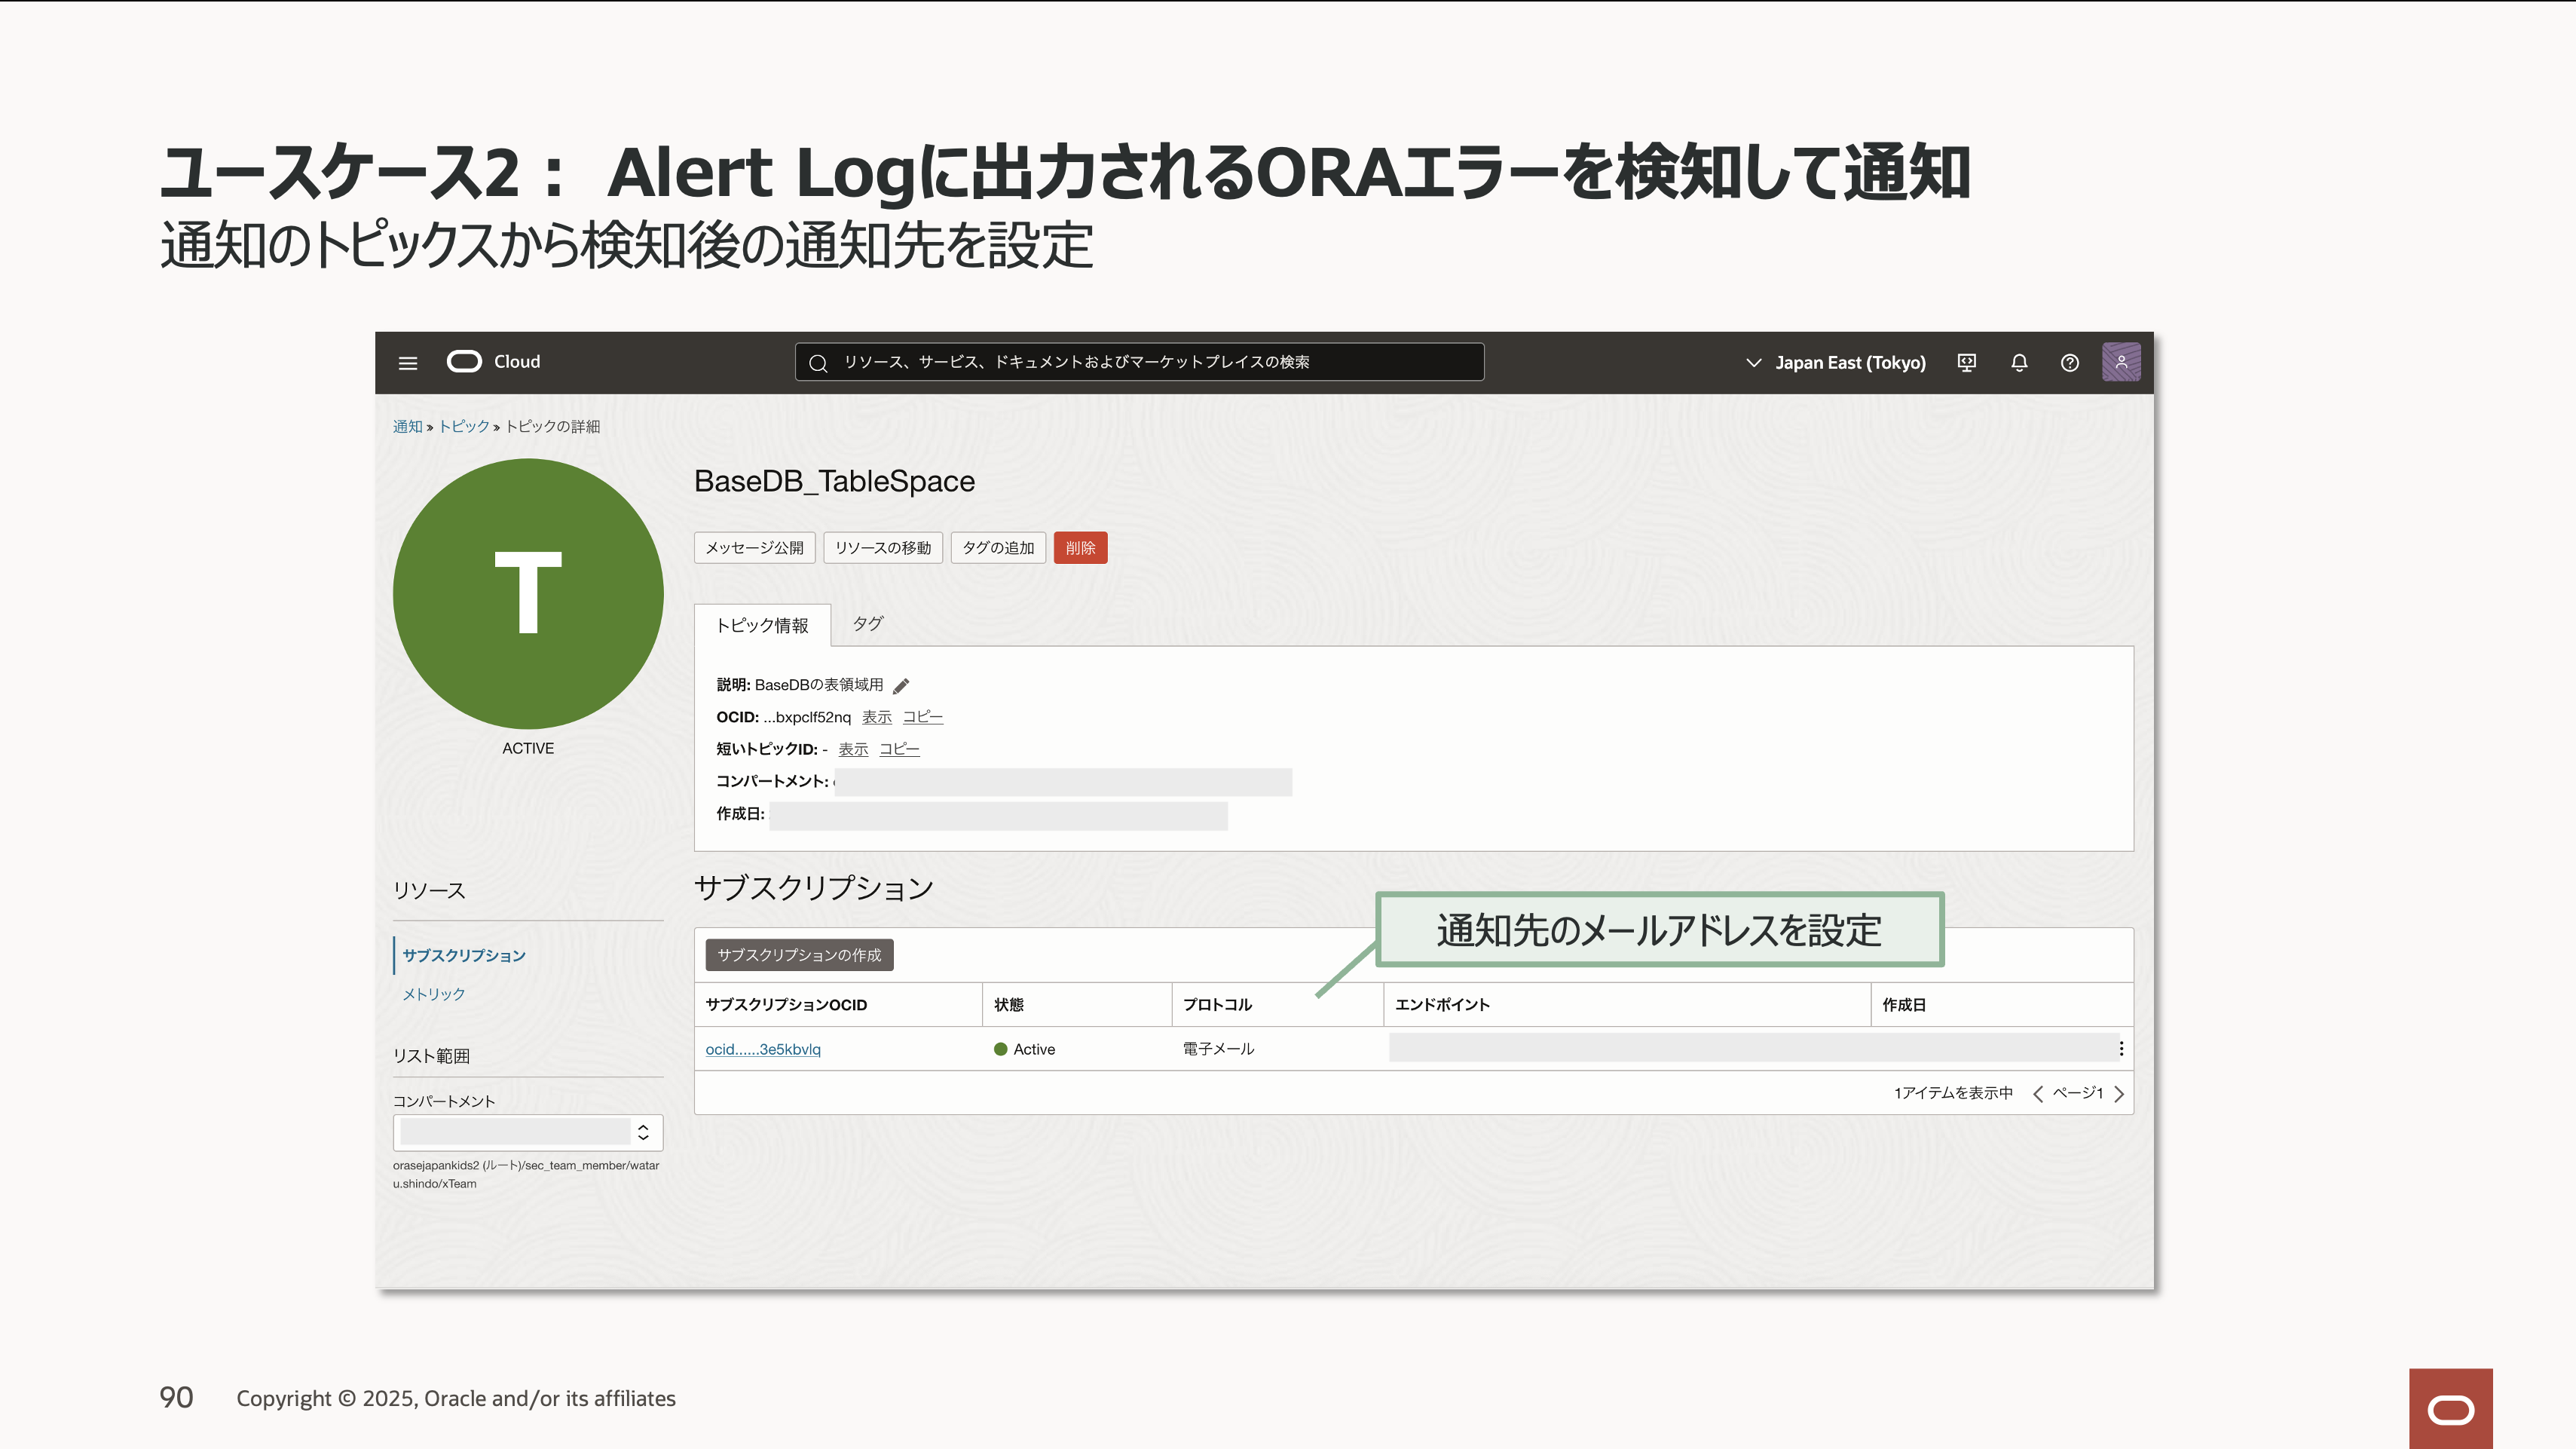 ユースケース2： Alert Logに出力されるORAエラーを検知して通知
通知のトピックスから検知後の通知先を設定
Cloud
リソース、サービス、ドキュメントおよびマーケットプレイスの検索
Japan East (Tokyo)
通知 » トピック » トピックの詳細
T
ACTIVE
BaseDB_TableSpace
メッセージ公開 リソースの移動 タグの追加 削除
トピック情報 タグ
説明: BaseDBの表領域用
OCID: ...bxpclf52nq 表示 コピー
短いトピックID: - 表示 コピー
コンパートメント:
作成日:
リソース
サブスクリプション
メトリック
リスト範囲
コンパートメント
orasejapankids2 (ルート)/sec_team_member/watar
u.shindo/xTeam
サブスクリプション
通知先のメールアドレスを設定
サブスクリプションの作成
サブスクリプションOCID 状態 プロトコル エンドポイント 作成日
ocid......3e5kbvlq Active 電子メール
1アイテムを表示中 ページ1
90 Copyright © 2025, Oracle and/or its affiliates